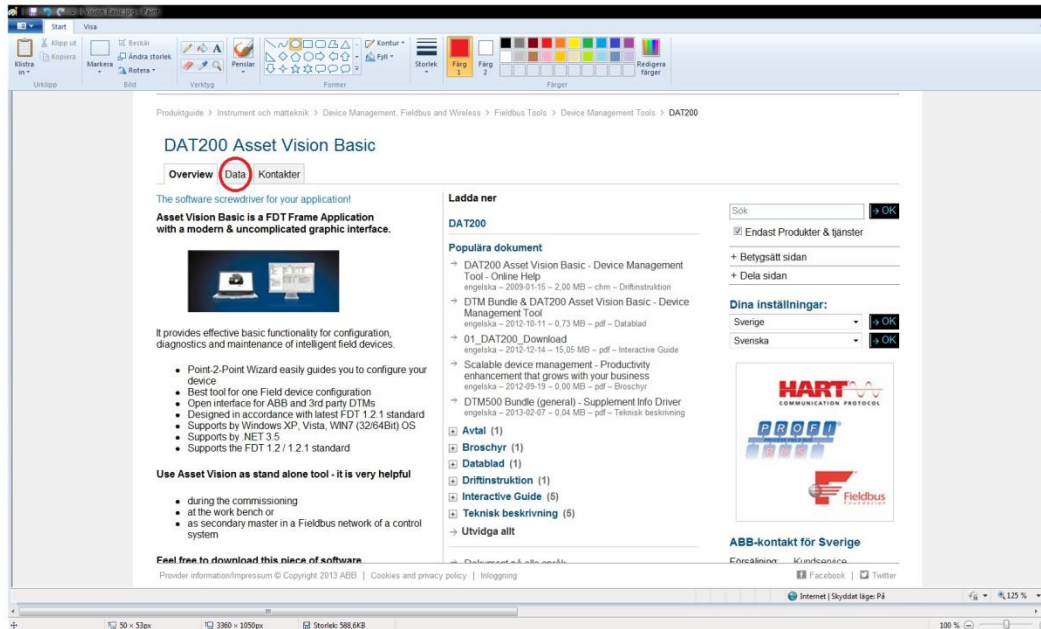 Vision Basic.jpg - Paint
Start Visa
Klistra in
Klipp ut
Kopiera
Urklipp
Markera
Beskär
Ändra storlek
Rotera
Bild
A
Verktyg
Penslar
Kontur
Fyll
Former
Storlek
Färg 1
Färg 2
Redigera färger
Färger
Produktguide > Instrument och mätteknik > Device Management, Fieldbus and Wireless > Fieldbus Tools > Device Management Tools > DAT200
DAT200 Asset Vision Basic
Overview Data Kontakter
The software screwdriver for your application!
Asset Vision Basic is a FDT Frame Application
with a modern & uncomplicated graphic interface.
It provides effective basic functionality for configuration,
diagnostics and maintenance of intelligent field devices.
Point-2-Point Wizard easily guides you to configure your
device
Best tool for one Field device configuration
Open interface for ABB and 3rd party DTMs
Designed in accordance with latest FDT 1.2.1 standard
Supports by Windows XP, Vista, WIN7 (32/64Bit) OS
Supports by .NET 3.5
Supports the FDT 1.2 / 1.2.1 standard
Use Asset Vision as stand alone tool - it is very helpful
during the commissioning
at the work bench or
as secondary master in a Fieldbus network of a control
system
Feel free to download this piece of software
Ladda ner
DAT200
Populära dokument
DAT200 Asset Vision Basic - Device Management
Tool - Online Help
engelska – 2009-01-15 – 2,00 MB – chm – Driftinstruktion
DTM Bundle & DAT200 Asset Vision Basic - Device
Management Tool
engelska – 2012-10-11 – 0,73 MB – pdf – Datablad
01_DAT200_Download
engelska – 2012-12-14 – 15,05 MB – pdf – Interactive Guide
Scalable device management - Productivity
enhancement that grows with your business
engelska – 2012-09-19 – 0,00 MB – pdf – Broschyr
DTM500 Bundle (general) - Supplement Info Driver
engelska – 2013-02-07 – 0,04 MB – pdf – Teknisk beskrivning
Avtal (1)
Broschyr (1)
Datablad (1)
Driftinstruktion (1)
Interactive Guide (5)
Teknisk beskrivning (5)
Utvidga allt
Dokument på alla språk
Sök OK
Endast Produkter & tjänster
+ Betygsätt sidan
+ Dela sidan
Dina inställningar:
Sverige OK
Svenska OK
HART
COMMUNICATION PROTOCOL
PROFI
BUS
Fieldbus
Foundation
ABB-kontakt för Sverige
Försäljning: Kundservice
Provider information/Impressum © Copyright 2013 ABB | Cookies and privacy policy | Inloggning
Facebook | Twitter
Internet | Skyddat läge: På 125 %
50 × 53px 3360 × 1050px Storlek: 588,6KB 100 %